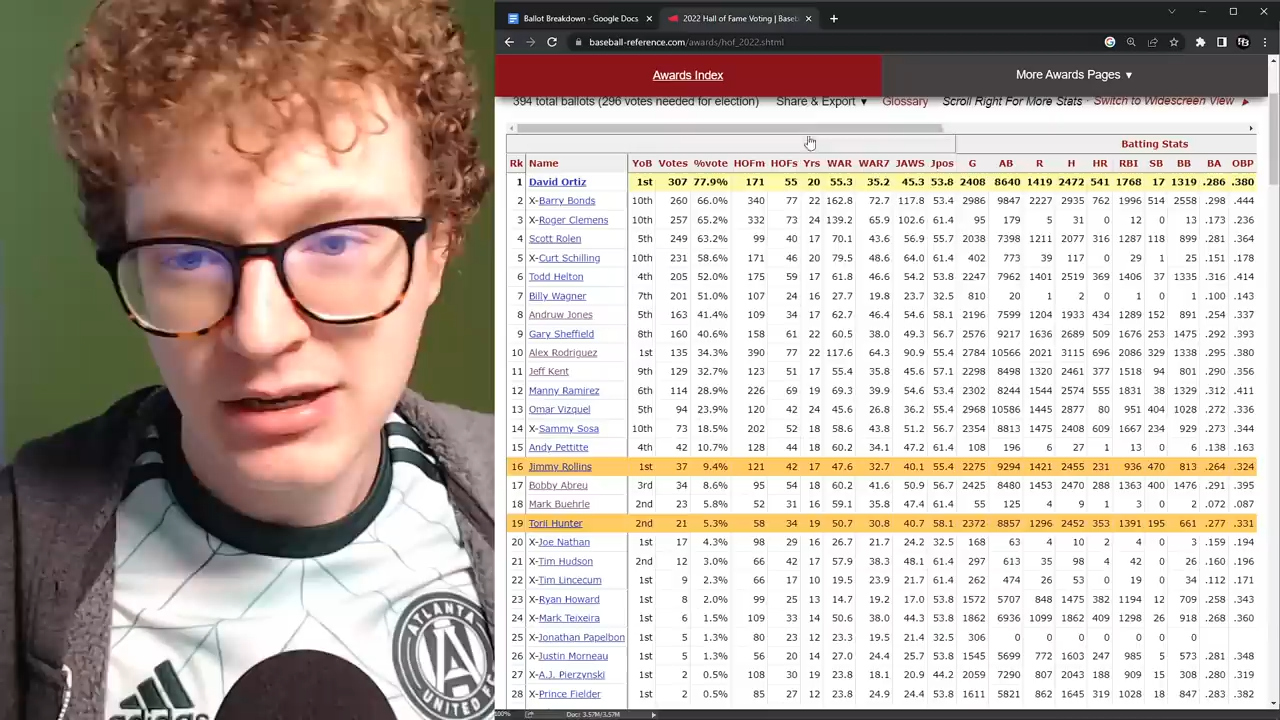 Ballot Breakdown - Google Docs
2022 Hall of Fame Voting | Baseb
baseball-reference.com/awards/hof_2022.shtml
Awards Index
More Awards Pages ▼
394 total ballots (296 votes needed for election) Share & Export ▼ Glossary Scroll Right For More Stats · Switch to Widescreen View
Batting Stats
Rk Name YoB Votes %vote HOFm HOFs Yrs WAR WAR7 JAWS Jpos G AB R H HR RBI SB BB BA OBP
1 David Ortiz 1st 307 77.9% 171 55 20 55.3 35.2 45.3 53.8 2408 8640 1419 2472 541 1768 17 1319 .286 .380
2 X-Barry Bonds 10th 260 66.0% 340 77 22 162.8 72.7 117.8 53.4 2986 9847 2227 2935 762 1996 514 2558 .298 .444
3 X-Roger Clemens 10th 257 65.2% 332 73 24 139.2 65.9 102.6 61.4 95 179 31 12 0 13 .173 .236
4 Scott Rolen 5th 249 63.2% 99 40 17 70.1 43.6 56.9 55.7 2038 7398 1211 2077 316 1287 118 899 .281 .364
5 X-Curt Schilling 10th 231 58.6% 171 46 20 79.5 48.6 64.0 61.4 402 773 39 117 0 29 1 25 .151 .178
6 Todd Helton 4th 205 52.0% 175 59 17 61.8 46.6 54.2 53.8 2247 7962 1401 2519 369 1406 37 1335 .316 .414
7 Billy Wagner 7th 201 51.0% 107 24 16 27.7 19.8 23.7 32.5 810 20 1 2 0 1 0 1 .100 .143
8 Andruw Jones 5th 163 41.4% 109 34 17 62.7 46.4 54.6 58.1 2196 7599 1204 1933 434 1289 152 891 .254 .337
9 Gary Sheffield 8th 160 40.6% 158 61 22 60.5 38.0 49.3 56.7 2576 9217 1636 2689 509 1676 253 1475 .292 .393
10 Alex Rodriguez 1st 135 34.3% 390 77 22 117.6 64.3 90.9 55.4 2784 10566 2021 3115 696 2086 329 1338 .295 .380
11 Jeff Kent 9th 129 32.7% 123 51 17 55.4 35.8 45.6 57.1 2298 8498 1320 2461 377 1518 94 801 .290 .356
12 Manny Ramirez 6th 114 28.9% 226 69 19 69.3 39.9 54.6 53.4 2302 8244 1544 2574 555 1831 38 1329 .312 .411
13 Omar Vizquel 5th 94 23.9% 120 42 24 45.6 26.8 36.2 55.4 2968 10586 1445 2877 80 951 404 1028 .272 .336
14 X-Sammy Sosa 10th 73 18.5% 202 52 18 58.6 43.8 51.2 56.7 2354 8813 1475 2408 609 1667 234 929 .273 .344
15 Andy Pettitte 4th 42 10.7% 128 44 18 60.2 34.1 47.2 61.4 108 196 6 27 1 13 0 6 .138 .163
16 Jimmy Rollins 1st 37 9.4% 121 42 17 47.6 32.7 40.1 55.4 2275 9294 1421 2455 231 936 470 813 .264 .324
17 Bobby Abreu 3rd 34 8.6% 95 54 18 60.2 41.6 50.9 56.7 2425 8480 1453 2470 288 1363 400 1476 .291 .395
18 Mark Buehrle 2nd 23 5.8% 52 31 16 59.1 35.8 47.4 61.4 55 125 4 9 1 3 0 2 .072 .087
19 Torii Hunter 2nd 21 5.3% 58 34 19 50.7 30.8 40.7 58.1 2372 8857 1296 2452 353 1391 195 661 .277 .331
20 X-Joe Nathan 1st 17 4.3% 98 29 16 26.7 21.7 24.2 32.5 168 63 4 10 2 4 0 3 .159 .194
21 X-Tim Hudson 2nd 12 3.0% 66 42 17 57.9 38.3 48.1 61.4 297 613 35 98 4 42 0 26 .160 .196
22 X-Tim Lincecum 1st 9 2.3% 66 17 10 19.5 23.9 21.7 61.4 262 474 26 53 0 19 0 34 .112 .171
23 X-Ryan Howard 1st 8 2.0% 99 25 13 14.7 19.2 17.0 53.8 1572 5707 848 1475 382 1194 12 709 .258 .343
24 X-Mark Teixeira 1st 6 1.5% 109 33 14 50.6 38.0 44.3 53.8 1862 6936 1099 1862 409 1298 26 918 .268 .360
25 X-Jonathan Papelbon 1st 5 1.3% 80 23 12 23.3 19.5 21.4 32.5 306 0 0 0 0 0 0 0
26 X-Justin Morneau 1st 5 1.3% 56 20 14 27.0 24.4 25.7 53.8 1545 5699 772 1603 247 985 5 573 .281 .348
27 X-A.J. Pierzynski 1st 2 0.5% 108 30 19 23.8 18.1 20.9 44.2 2059 7290 807 2043 188 909 15 308 .280 .319
28 X-Prince Fielder 1st 2 0.5% 85 27 12 23.8 24.9 24.4 53.8 1611 5821 862 1645 319 1028 18 847 .283 .382
100% Doc: 3.57M/3.57M
ATLANTA
UNITED
adidas